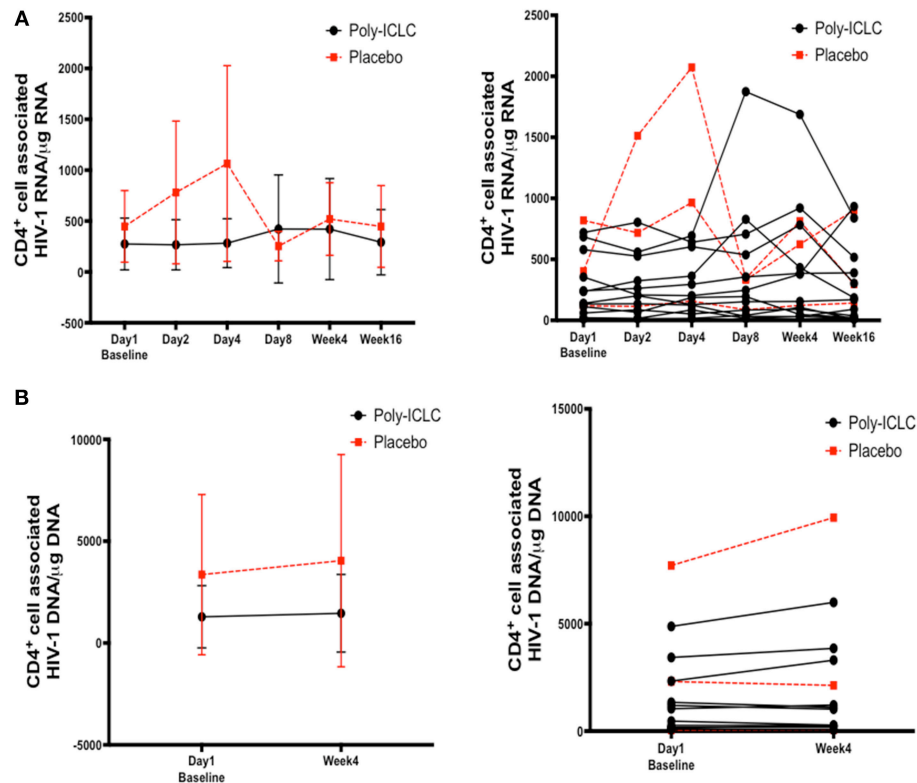 A
CD4⁺ cell associated
HIV-1 RNA/μg RNA
2500
2000
1500
1000
500
0
-500
Poly-ICLC
Placebo
Day1
Baseline
Day2
Day4
Day8
Week4
Week16
CD4⁺ cell associated
HIV-1 RNA/μg RNA
2500
2000
1500
1000
500
0
Poly-ICLC
Placebo
Day1
Baseline
Day2
Day4
Day8
Week4
Week16
B
CD4⁺ cell associated
HIV-1 DNA/μg DNA
10000
5000
0
-5000
Poly-ICLC
Placebo
Day1
Baseline
Week4
CD4⁺ cell associated
HIV-1 DNA/μg DNA
15000
10000
5000
0
Poly-ICLC
Placebo
Day1
Baseline
Week4